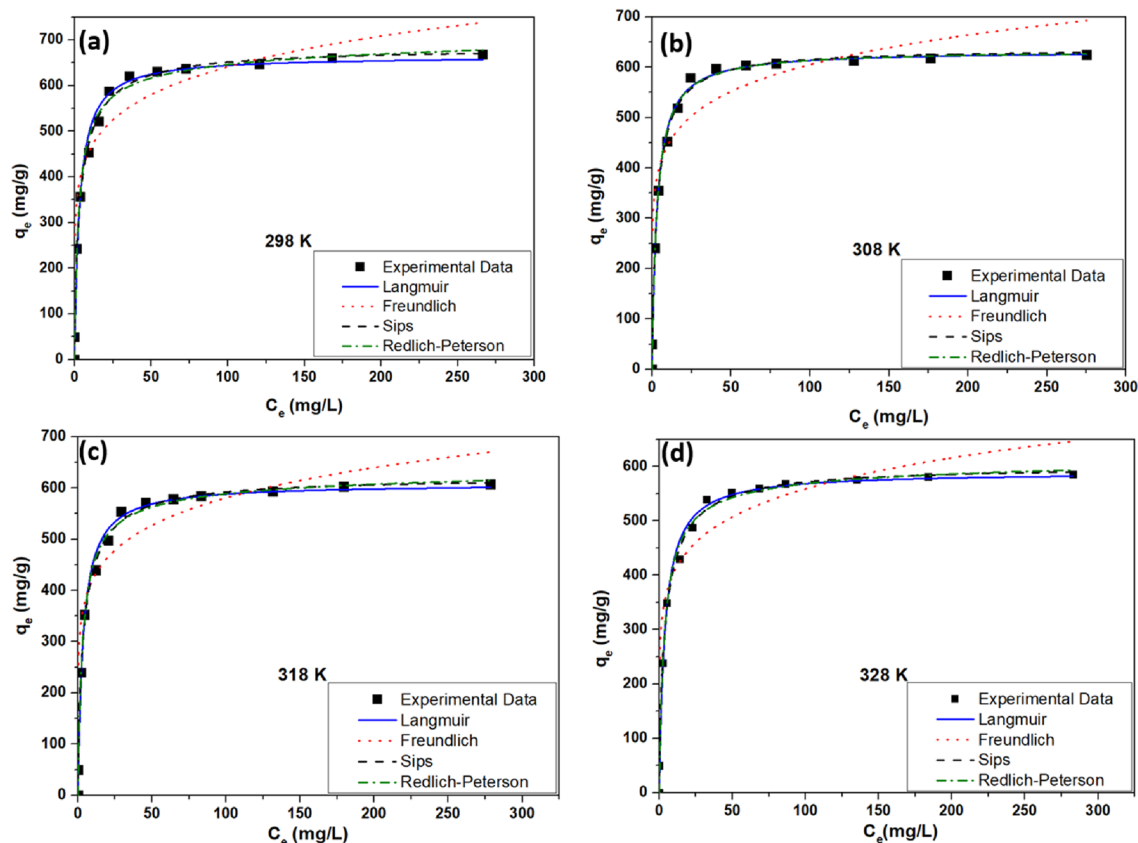 (a)
700
600
500
400
300
200
100
0
qe (mg/g)
298 K
Experimental Data
Langmuir
Freundlich
Sips
Redlich-Peterson
0 50 100 150 200 250 300
Ce (mg/L)
(b)
700
600
500
400
300
200
100
0
qe (mg/g)
308 K
Experimental Data
Langmuir
Freundlich
Sips
Redlich-Peterson
0 50 100 150 200 250 300
Ce (mg/L)
(c)
700
600
500
400
300
200
100
0
qe (mg/g)
318 K
Experimental Data
Langmuir
Freundlich
Sips
Redlich-Peterson
0 50 100 150 200 250 300
Ce (mg/L)
(d)
600
500
400
300
200
100
0
qe (mg/g)
328 K
Experimental Data
Langmuir
Freundlich
Sips
Redlich-Peterson
0 50 100 150 200 250 300
Ce(mg/L)